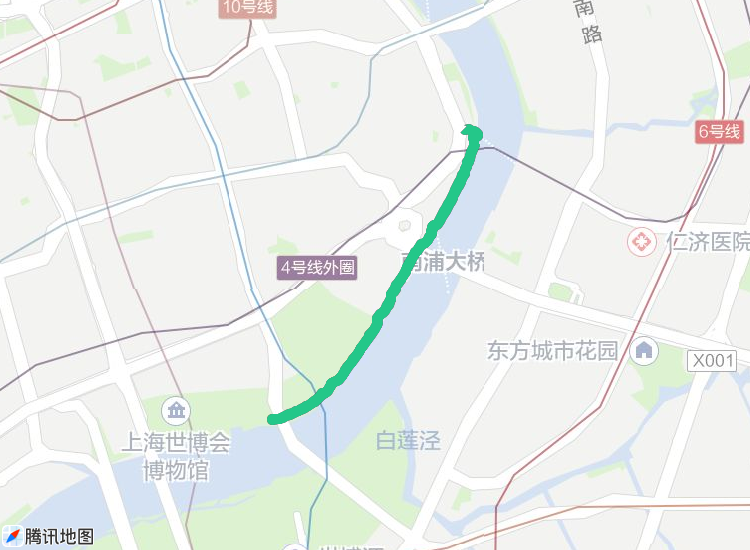 10号线
南
路
6号线
仁济医院
4号线外圈
南浦大桥
东方城市花园
X001
上海世博会
博物馆
白莲泾
腾讯地图